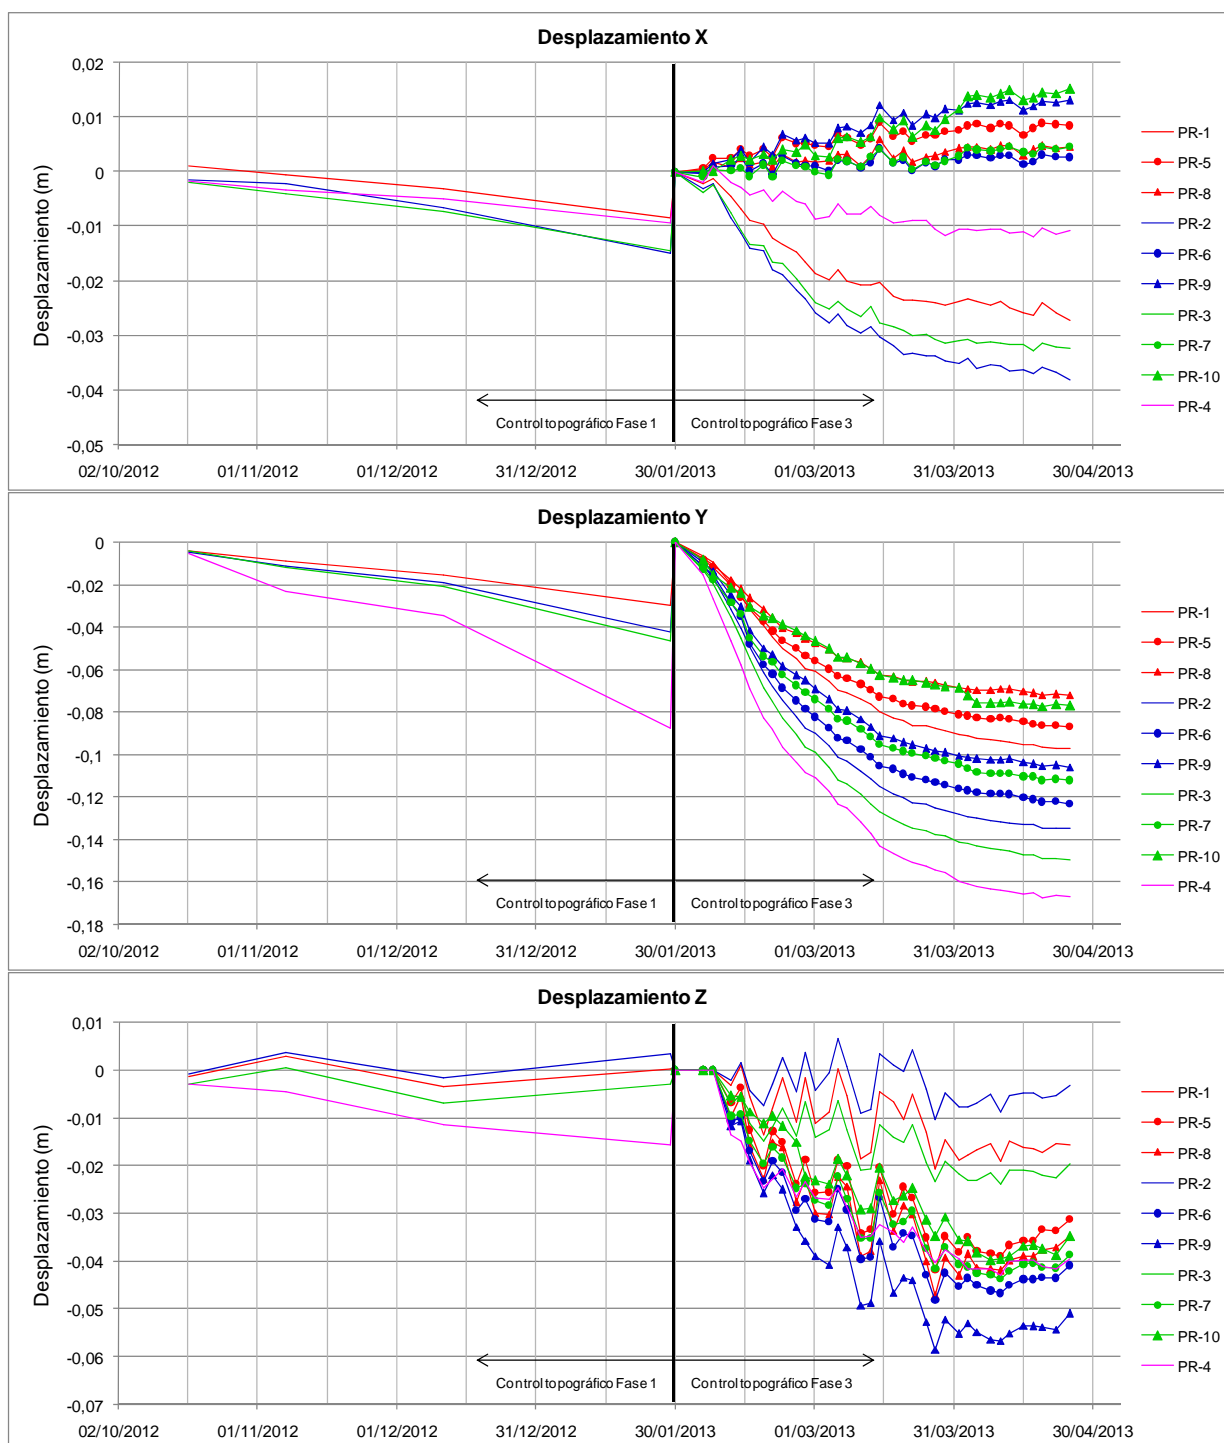 Desplazamiento X
Desplazamiento (m)
0,02
0,01
0
-0,01
-0,02
-0,03
-0,04
-0,05
02/10/2012 01/11/2012 01/12/2012 31/12/2012 30/01/2013 01/03/2013 31/03/2013 30/04/2013
Control topográfico Fase 1 Control topográfico Fase 3
PR-1
PR-5
PR-8
PR-2
PR-6
PR-9
PR-3
PR-7
PR-10
PR-4
Desplazamiento Y
Desplazamiento (m)
0
-0,02
-0,04
-0,06
-0,08
-0,1
-0,12
-0,14
-0,16
-0,18
02/10/2012 01/11/2012 01/12/2012 31/12/2012 30/01/2013 01/03/2013 31/03/2013 30/04/2013
Control topográfico Fase 1 Control topográfico Fase 3
PR-1
PR-5
PR-8
PR-2
PR-6
PR-9
PR-3
PR-7
PR-10
PR-4
Desplazamiento Z
Desplazamiento (m)
0,01
0
-0,01
-0,02
-0,03
-0,04
-0,05
-0,06
-0,07
02/10/2012 01/11/2012 01/12/2012 31/12/2012 30/01/2013 01/03/2013 31/03/2013 30/04/2013
Control topográfico Fase 1 Control topográfico Fase 3
PR-1
PR-5
PR-8
PR-2
PR-6
PR-9
PR-3
PR-7
PR-10
PR-4